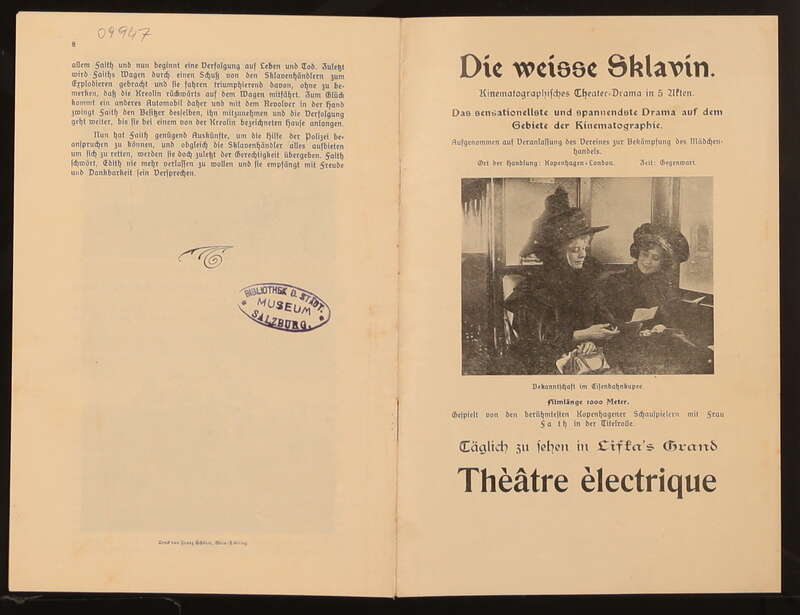 09947
8
allem Faith und nun beginnt eine Verfolgung auf Leben und Tod. Zuletzt
wird Faiths Wagen durch einen Schuß von den Sklavenhändlern zum
Explodieren gebracht und sie fahren triumphierend davon, ohne zu be-
merken, daß die Kreolin rückwärts auf dem Wagen mitfährt. Zum Glück
kommt ein anderes Automobil daher und mit dem Revolver in der Hand
zwingt Faith den Besitzer desselben, ihn mitzunehmen und die Verfolgung
geht weiter, bis sie bei einem von der Kreolin bezeichneten Hause anlangen.
Nun hat Faith genügend Auskünfte, um die Hilfe der Polizei be-
anspruchen zu können, und obgleich die Sklavenhändler alles aufbieten
um sich zu retten, werden sie doch zuletzt der Gerechtigkeit übergeben. Faith
schwört, Edith nie mehr verlassen zu wollen und sie empfängt mit Freude
und Dankbarkeit sein Versprechen.
BIBLIOTHEK D. STÄDT.
MUSEUM
SALZBURG.
Druck von Franz Schöler, Wien-Döbling.
Die weisse Sklavin.
Kinematographisches Theater-Drama in 5 Akten.
Das sensationellste und spannendste Drama auf dem
Gebiete der Kinematographie.
Aufgenommen auf Veranlassung des Vereines zur Bekämpfung des Mädchen-
handels.
Ort der Handlung: Kopenhagen-London. Zeit: Gegenwart.
Bekanntschaft im Eisenbahnkupee.
Filmlänge 1000 Meter.
Gespielt von den berühmtesten Kopenhagener Schauspielern mit Frau
Fa th in der Titelrolle.
Täglich zu sehen in Lifka's Grand
Thèâtre èlectrique